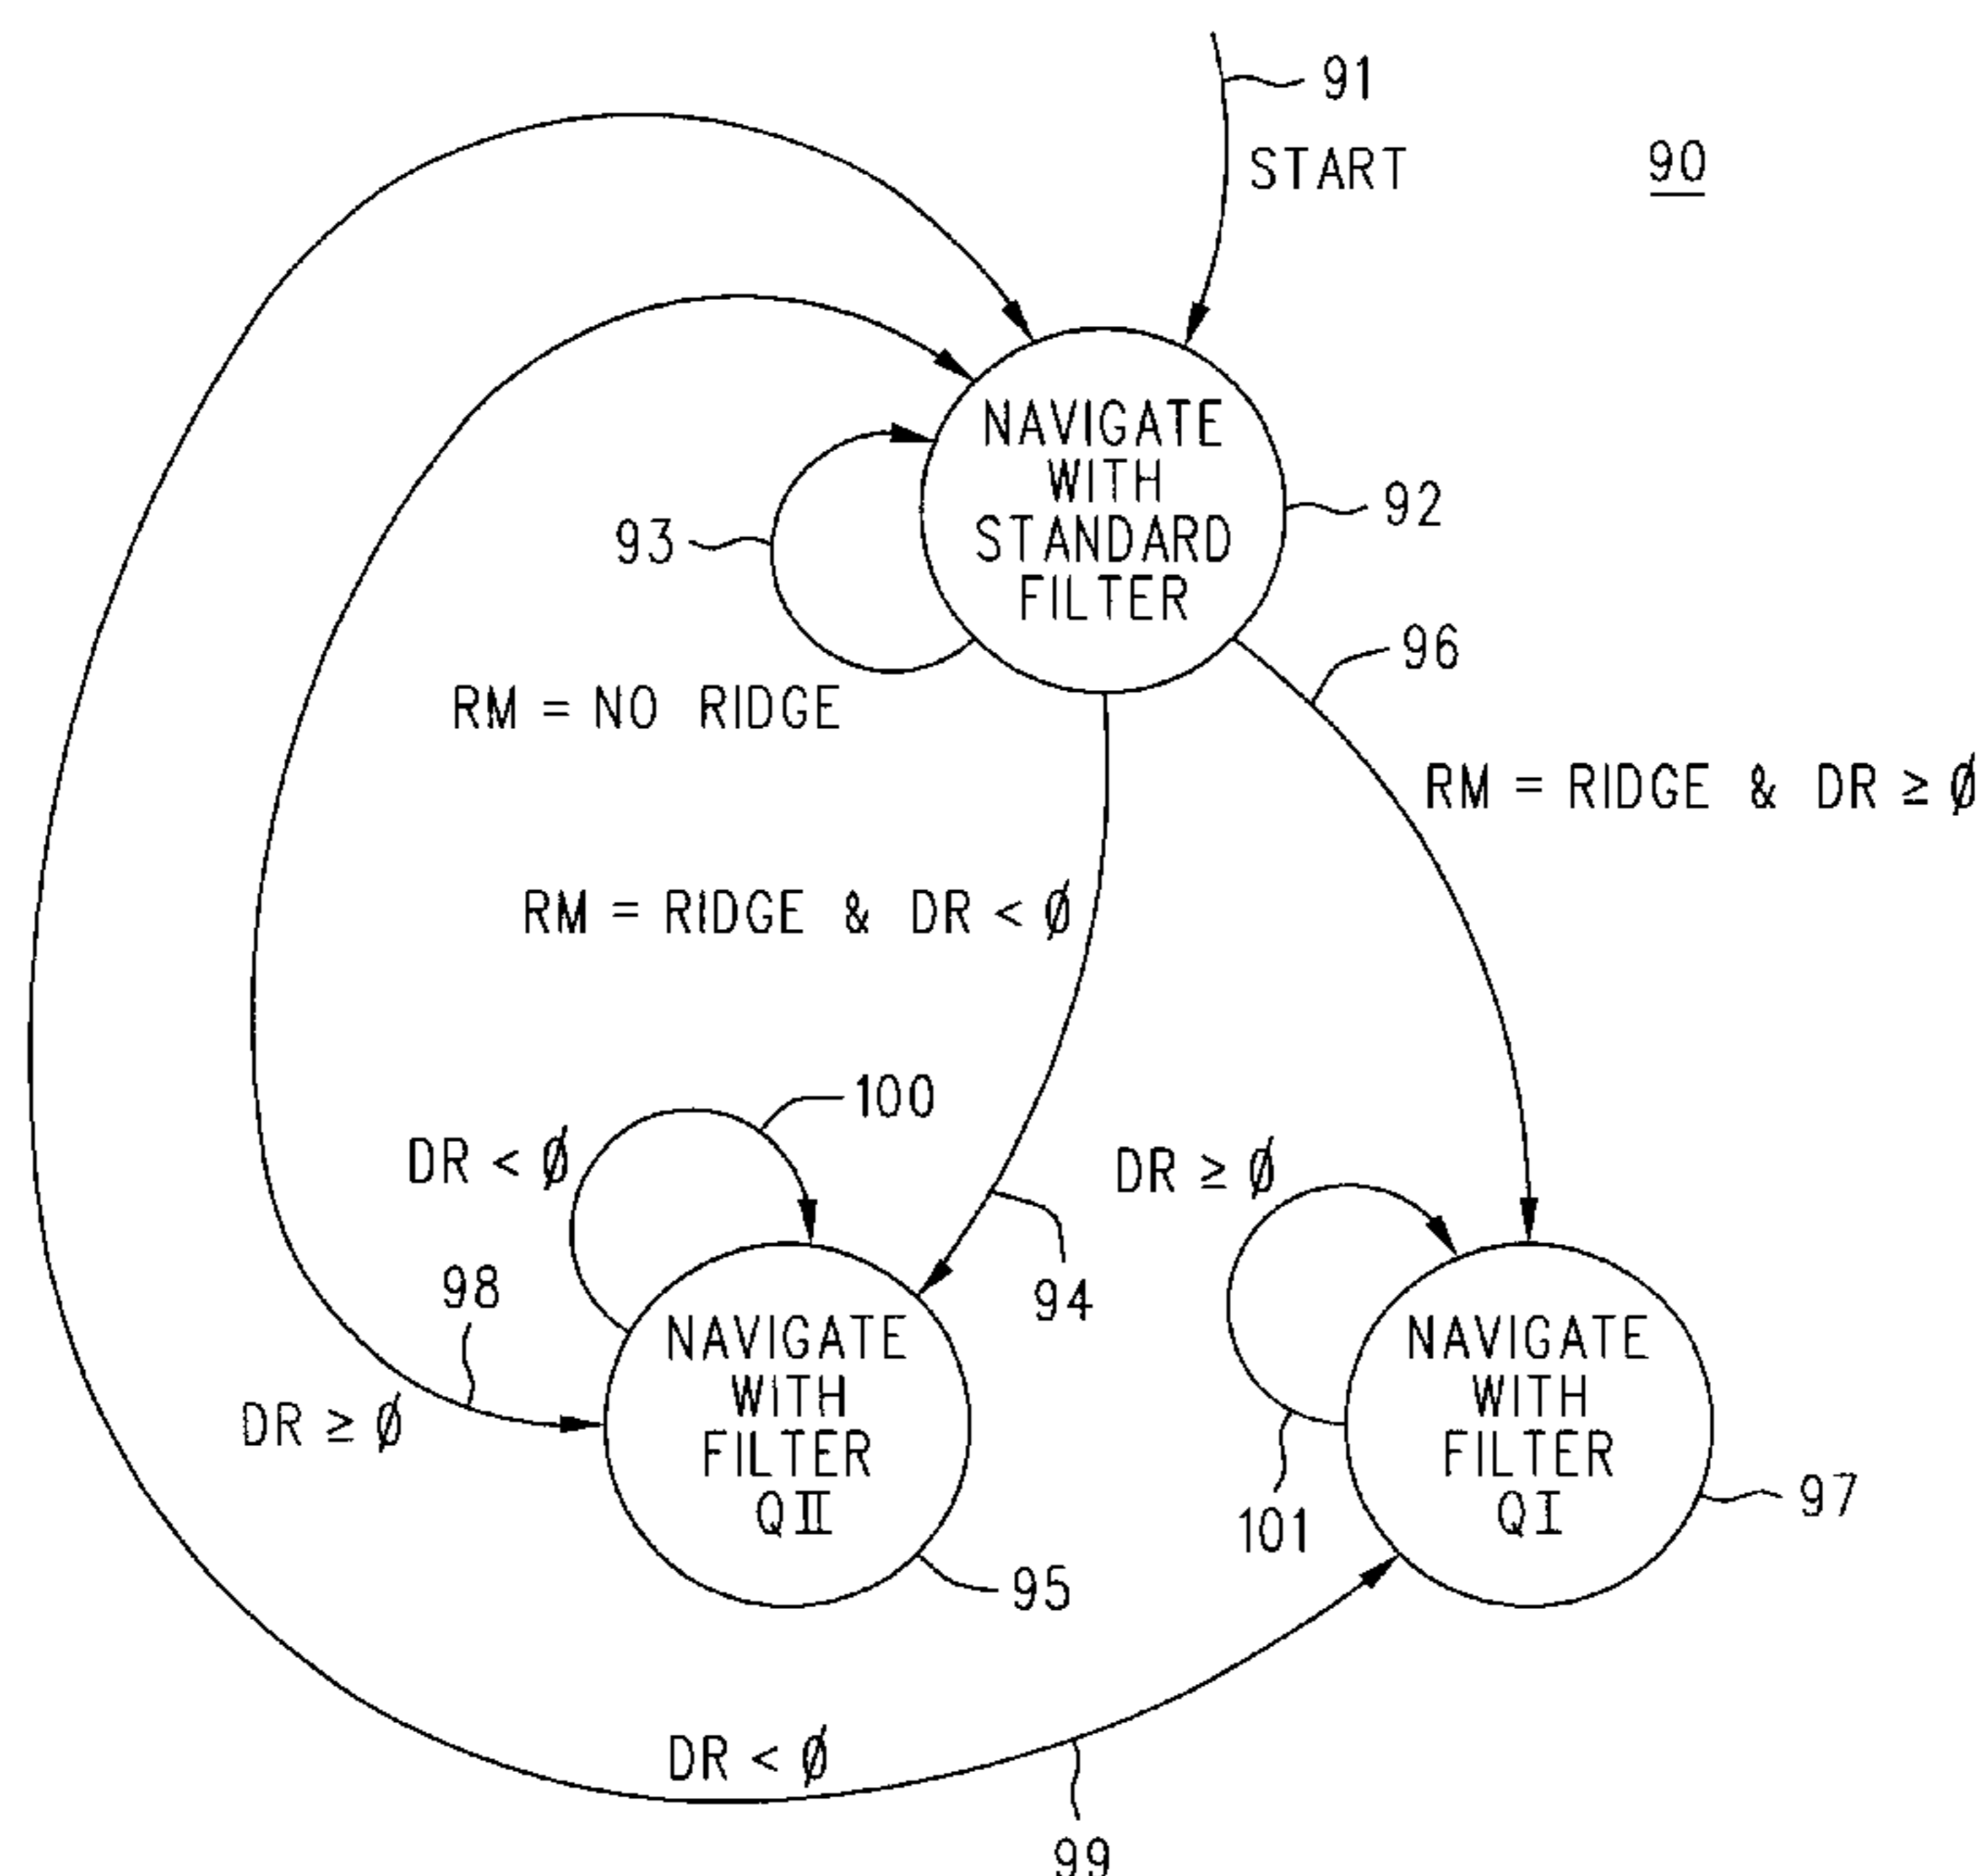 91
START
90
NAVIGATE
WITH
STANDARD
FILTER
92
93
96
RM = NO RIDGE
RM = RIDGE & DR ≥ ∅
RM = RIDGE & DR < ∅
100
DR < ∅
DR ≥ ∅
98
94
NAVIGATE
WITH
FILTER
QII
NAVIGATE
WITH
FILTER
QI
DR ≥ ∅
97
101
95
DR < ∅
99